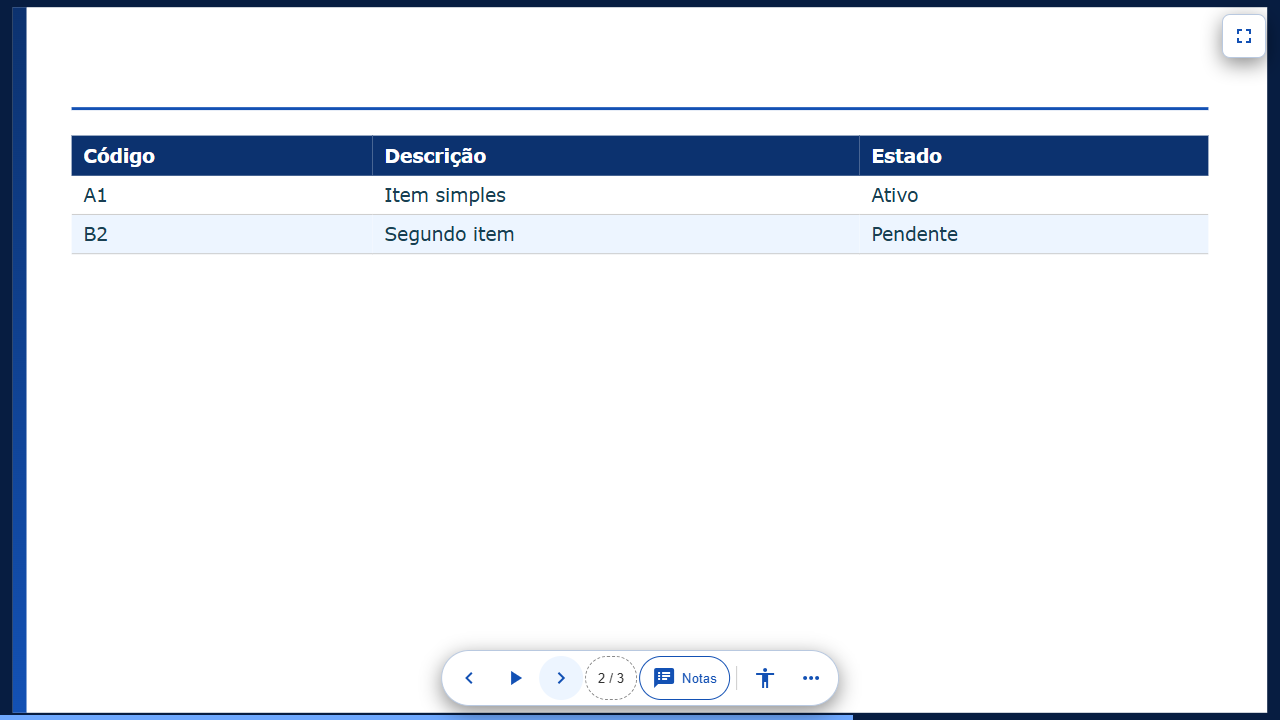 Código Descrição Estado
A1 Item simples Ativo
B2 Segundo item Pendente
2 / 3 Notas